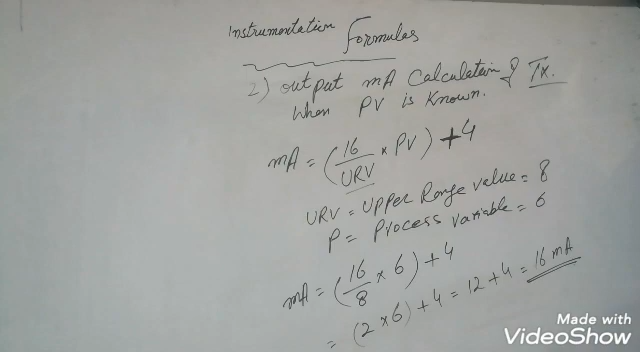 Instrumentation Formulas
2) output mA Calculation of Tx.
When PV is Known.
mA = (16/URV × PV) + 4
URV = Upper Range value = 8
P = Process variable = 6
mA = (16/8 × 6) + 4
= (2 × 6) + 4 = 12 + 4 = 16 mA
Made with
VideoShow